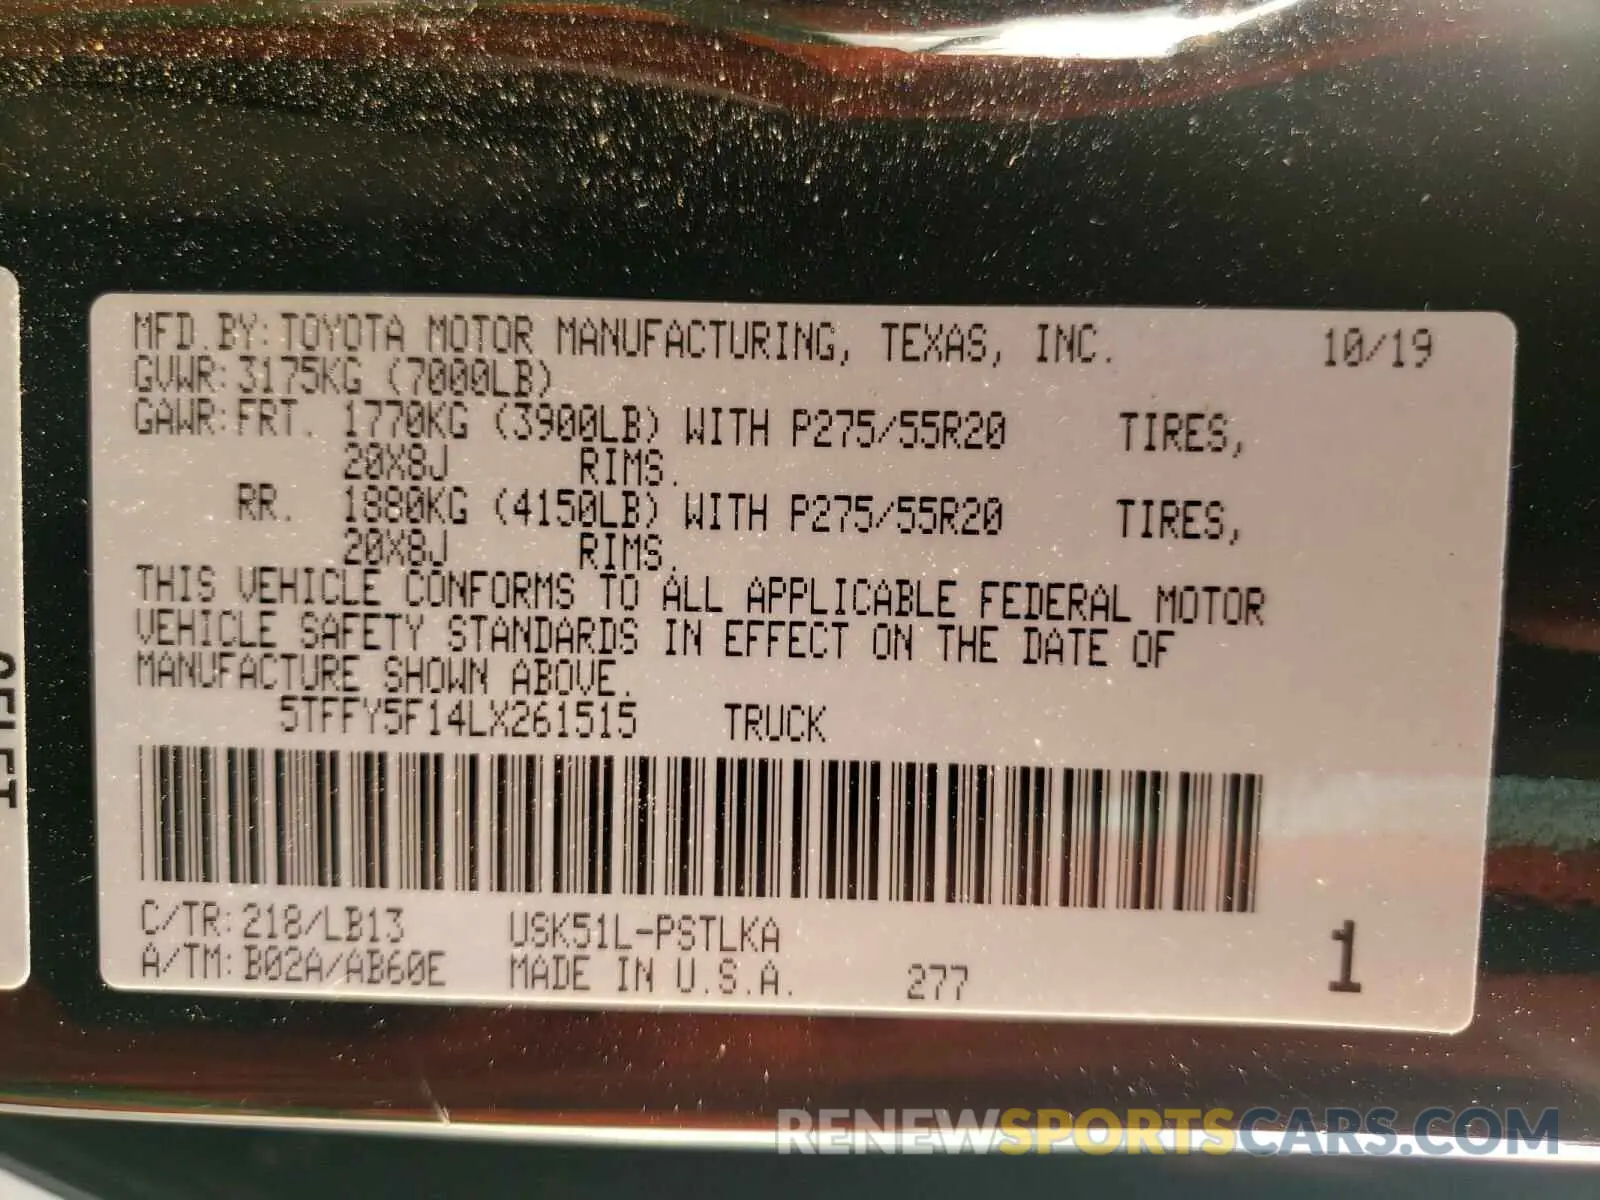 MFD.BY:TOYOTA MOTOR MANUFACTURING, TEXAS, INC. 10/19
GVWR:3175KG (7000LB)
GAWR:FRT. 1770KG (3900LB) WITH P275/55R20 TIRES,
20X8J RIMS.
RR. 1880KG (4150LB) WITH P275/55R20 TIRES,
20X8J RIMS.
THIS VEHICLE CONFORMS TO ALL APPLICABLE FEDERAL MOTOR
VEHICLE SAFETY STANDARDS IN EFFECT ON THE DATE OF
MANUFACTURE SHOWN ABOVE.
5TFFY5F14LX261515 TRUCK
C/TR:218/LB13 USK51L-PSTLKA
A/TM:B02A/AB60E MADE IN U.S.A. 277 1
RENEWSPORTSCARS.COM